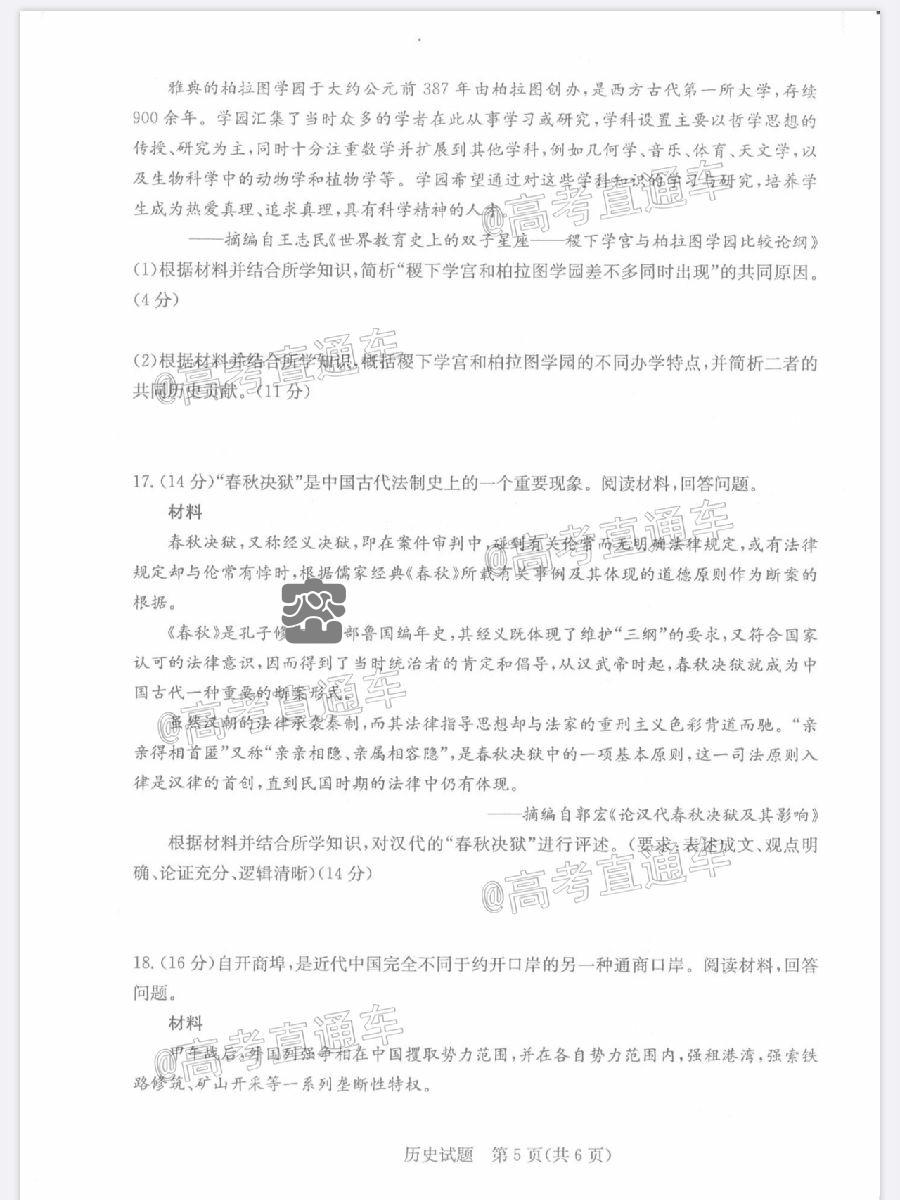 雅典的柏拉图学园于大约公元前 387 年由柏拉图创办,是西方古代第一所大学,存续
900 余年。学园汇集了当时众多的学者在此从事学习或研究,学科设置主要以哲学思想的
传授、研究为主,同时十分注重数学并扩展到其他学科,例如几何学、音乐、体育、天文学,以
及生物科学中的动物学和植物学等。学园希望通过对这些学科知识的学习与研究,培养学
生成为热爱真理、追求真理,具有科学精神的人才。
@高考直通车
——摘编自王志民《世界教育史上的双子星座——稷下学宫与柏拉图学园比较论纲》
(1)根据材料并结合所学知识,简析“稷下学宫和柏拉图学园差不多同时出现”的共同原因。
(4 分)
(2)根据材料并结合所学知识,概括稷下学宫和柏拉图学园的不同办学特点,并简析二者的
共同历史贡献。(11 分)
@高考直通车
17.(14 分)“春秋决狱”是中国古代法制史上的一个重要现象。阅读材料,回答问题。
材料
春秋决狱,又称经义决狱,即在案件审判中,碰到有关伦常而无明确法律规定,或有法律
规定却与伦常有悖时,根据儒家经典《春秋》所载有关事例及其体现的道德原则作为断案的
根据。
@高考直通车
《春秋》是孔子修 部鲁国编年史,其经义既体现了维护“三纲”的要求,又符合国家
认可的法律意识,因而得到了当时统治者的肯定和倡导,从汉武帝时起,春秋决狱就成为中
国古代一种重要的断案形式。
@高考直通车
虽然汉朝的法律承袭秦制,而其法律指导思想却与法家的重刑主义色彩背道而驰。“亲
亲得相首匿”又称“亲亲相隐、亲属相容隐”,是春秋决狱中的一项基本原则,这一司法原则入
律是汉律的首创,直到民国时期的法律中仍有体现。
——摘编自郭宏《论汉代春秋决狱及其影响》
根据材料并结合所学知识,对汉代的“春秋决狱”进行评述。(要求:表述成文、观点明
确、论证充分、逻辑清晰)(14 分)
@高考直通车
18.(16 分)自开商埠,是近代中国完全不同于约开口岸的另一种通商口岸。阅读材料,回答
问题。
材料
@高考直通车
甲午战后,外国列强争相在中国攫取势力范围,并在各自势力范围内,强租港湾,强索铁
路修筑、矿山开采等一系列垄断性特权。
历史试题 第 5 页(共 6 页)